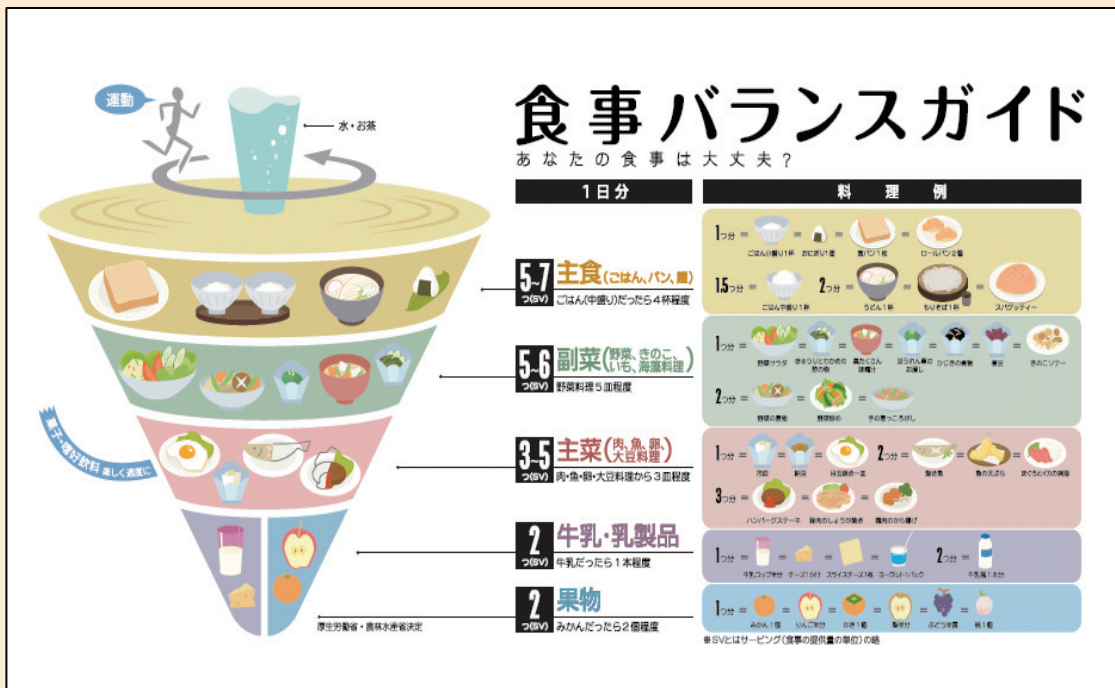 運動
水・お茶
食事バランスガイド
あなたの食事は大丈夫?
1日分
料理例
5~7 つ(SV)
主食(ごはん、パン、麺)
ごはん(中盛り)だったら4杯程度
1つ分 = ごはん小盛り1杯 = おにぎり1個 = 食パン1枚 = ロールパン2個
1.5つ分 = ごはん中盛り1杯 2つ分 = うどん1杯 = もりそば1杯 = スパゲッティー
5~6 つ(SV)
副菜(野菜、きのこ、いも、海藻料理)
野菜料理5皿程度
1つ分 = 野菜サラダ = きゅうりとわかめの酢の物 = 具たくさん味噌汁 = ほうれん草のお浸し = ひじきの煮物 = 煮豆 = きのこソテー
2つ分 = 野菜の煮物 = 野菜炒め = 芋の煮っころがし
菓子・嗜好飲料 楽しく適度に
3~5 つ(SV)
主菜(肉、魚、卵、大豆料理)
肉・魚・卵・大豆料理から3皿程度
1つ分 = 冷奴 = 納豆 = 目玉焼き一皿 2つ分 = 焼き魚 = 魚の天ぷら = まぐろとイカの刺身
3つ分 = ハンバーグステーキ = 豚肉のしょうが焼き = 鶏肉のから揚げ
2 つ(SV)
牛乳・乳製品
牛乳だったら1本程度
1つ分 = 牛乳コップ半分 = チーズ1かけ = スライスチーズ1枚 = ヨーグルト1パック 2つ分 = 牛乳瓶1本分
2 つ(SV)
果物
みかんだったら2個程度
1つ分 = みかん1個 = りんご半分 = かき1個 = 梨半分 = ぶどう半房 = 桃1個
厚生労働省・農林水産省決定
※SVとはサービング(食事の提供量の単位)の略